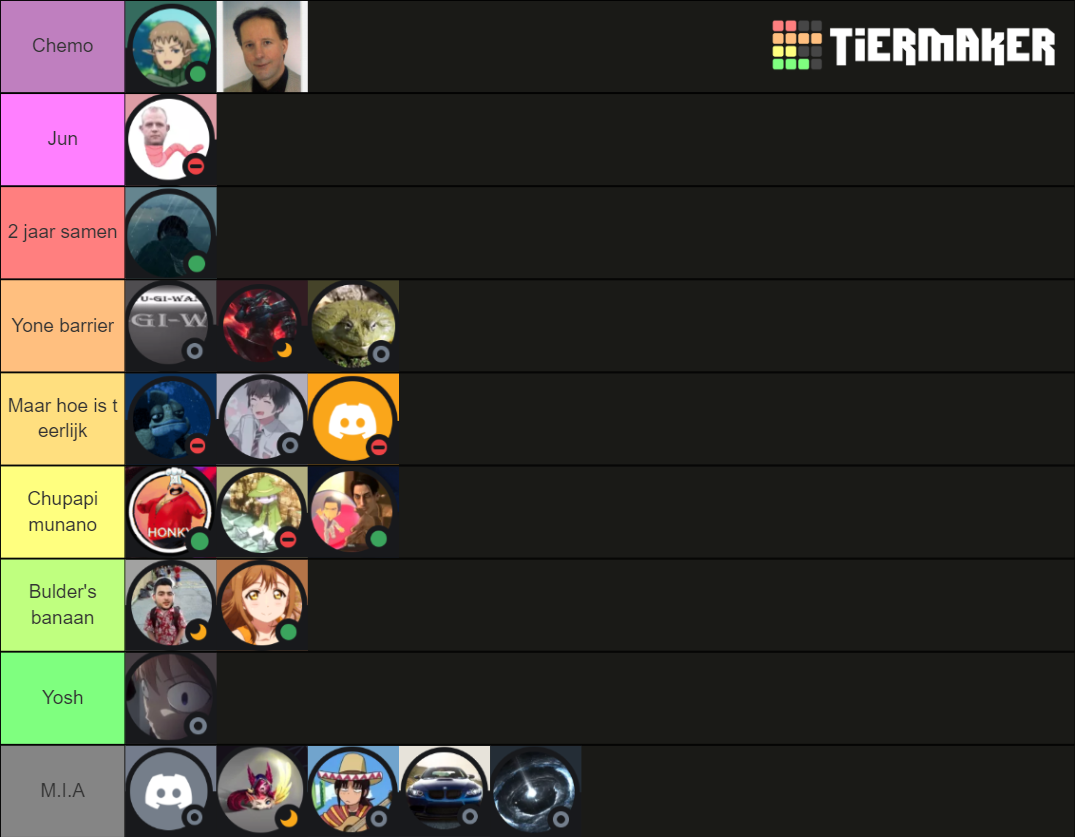 Chemo
TiERMAKER
Jun
2 jaar samen
Yone barrier
U-GI-WA
GI-W
Maar hoe is t
eerlijk
Chupapi
munano
HONK
Bulder's
banaan
Yosh
M.I.A